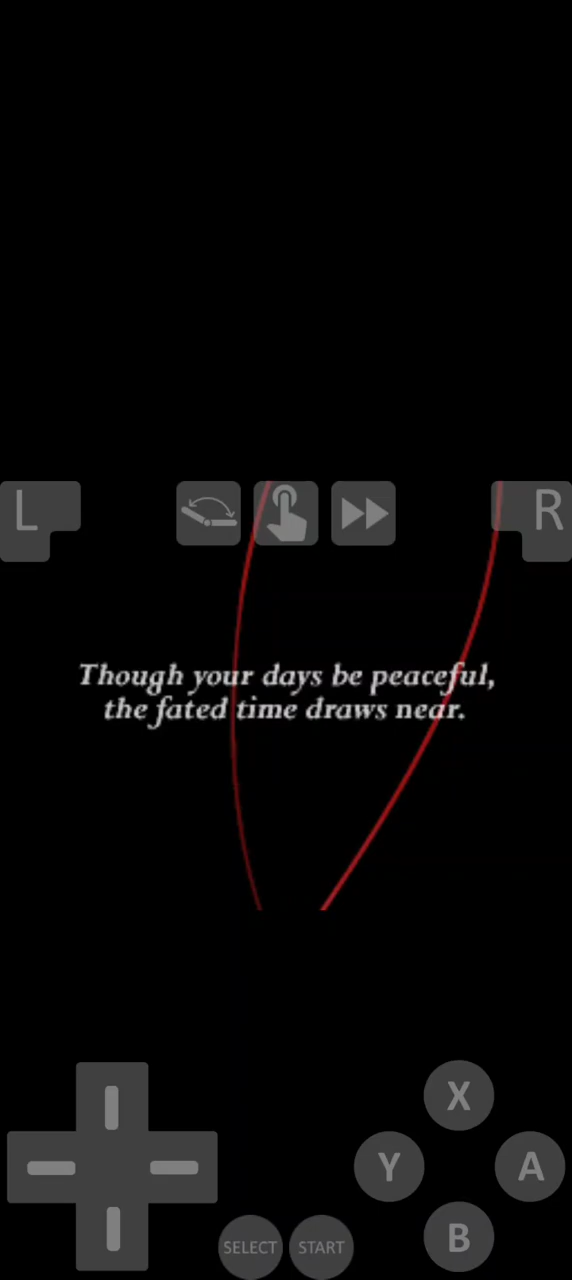 L
R
Though your days be peaceful,
the fated time draws near.
X
Y
A
B
SELECT
START